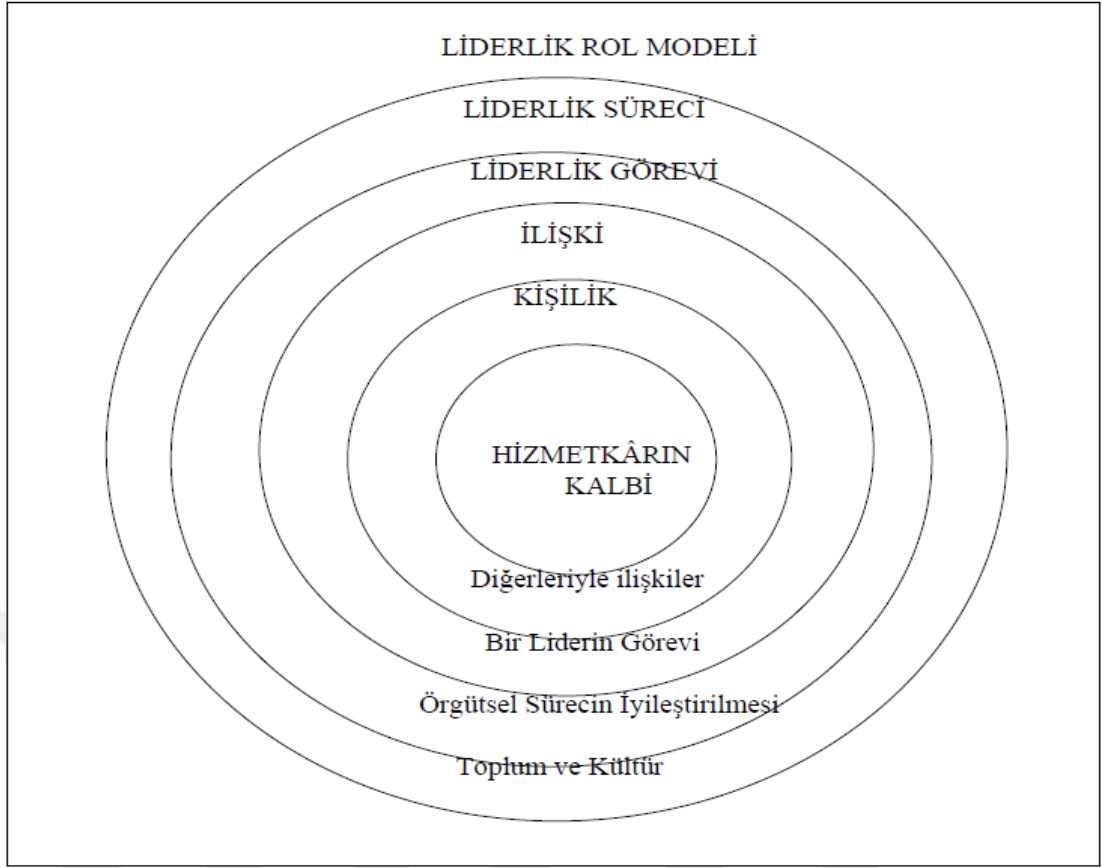 LİDERLİK ROL MODELİ
LİDERLİK SÜRECİ
LİDERLİK GÖREVİ
İLİŞKİ
KİŞİLİK
HİZMETKÂRIN
KALBİ
Diğerleriyle ilişkiler
Bir Liderin Görevi
Örgütsel Sürecin İyileştirilmesi
Toplum ve Kültür